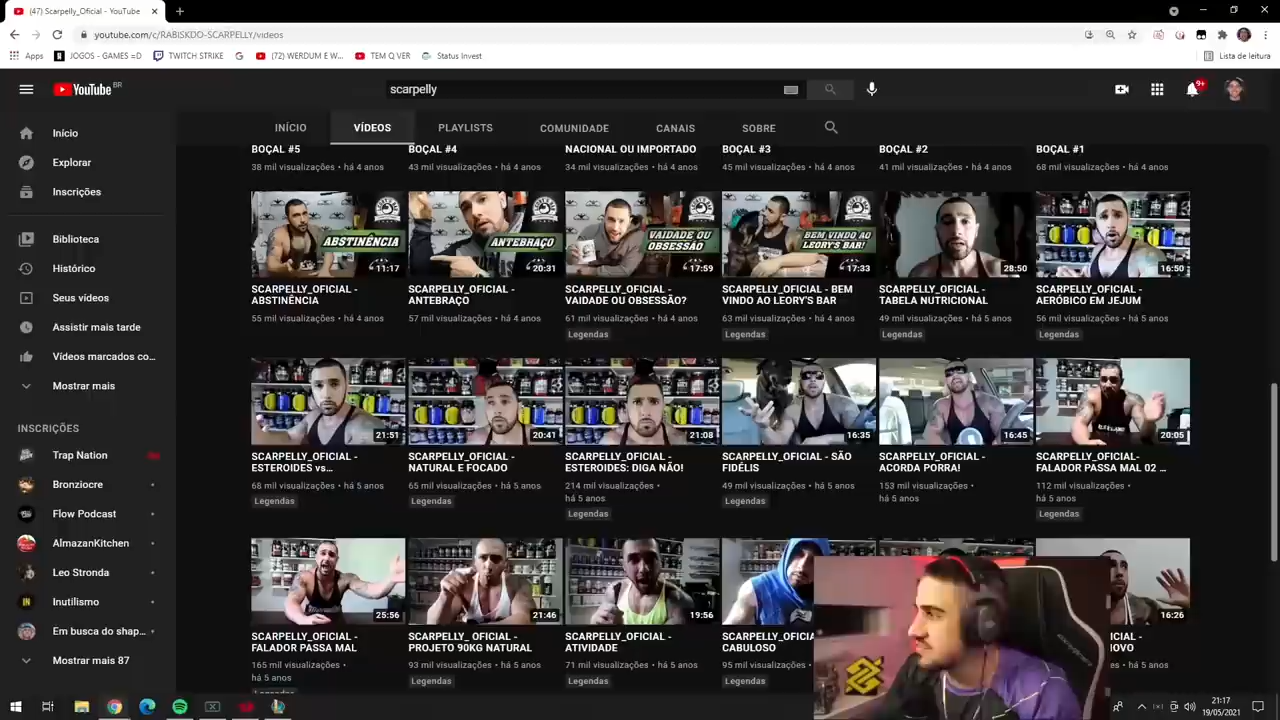 (47) Scarpelly_Oficial - YouTube
youtube.com/c/RABISKDO-SCARPELLY/videos
Apps
JOGOS - GAMES =D
TWITCH STRIKE
(72) WERDUM E W...
TEM Q VER
Status Invest
Lista de leitura
YouTube BR
scarpelly
9+
INÍCIO
VÍDEOS
PLAYLISTS
COMUNIDADE
CANAIS
SOBRE
Início
Explorar
Inscrições
Biblioteca
Histórico
Seus vídeos
Assistir mais tarde
Vídeos marcados co...
Mostrar mais
INSCRIÇÕES
Trap Nation
Bronziocre
Flow Podcast
AlmazanKitchen
Leo Stronda
Inutilismo
Em busca do shap...
Mostrar mais 87
BOÇAL #5
38 mil visualizações • há 4 anos
BOÇAL #4
43 mil visualizações • há 4 anos
NACIONAL OU IMPORTADO
34 mil visualizações • há 4 anos
BOÇAL #3
45 mil visualizações • há 4 anos
BOÇAL #2
41 mil visualizações • há 4 anos
BOÇAL #1
68 mil visualizações • há 4 anos
ABSTINÊNCIA
11:17
SCARPELLY_OFICIAL -
ABSTINÊNCIA
55 mil visualizações • há 4 anos
ANTEBRAÇO
20:31
SCARPELLY_OFICIAL -
ANTEBRAÇO
57 mil visualizações • há 4 anos
VAIDADE OU
OBSESSÃO
17:59
SCARPELLY_OFICIAL -
VAIDADE OU OBSESSÃO?
61 mil visualizações • há 4 anos
Legendas
BEM VINDO AO
LEORY'S BAR!
17:33
SCARPELLY_OFICIAL - BEM
VINDO AO LEORY'S BAR
63 mil visualizações • há 4 anos
Legendas
28:50
SCARPELLY_OFICIAL -
TABELA NUTRICIONAL
49 mil visualizações • há 5 anos
16:50
SCARPELLY_OFICIAL -
AERÓBICO EM JEJUM
56 mil visualizações • há 5 anos
Legendas
21:51
SCARPELLY_OFICIAL -
ESTEROIDES vs...
68 mil visualizações • há 5 anos
Legendas
20:41
SCARPELLY_OFICIAL -
NATURAL E FOCADO
65 mil visualizações • há 5 anos
Legendas
21:08
SCARPELLY_OFICIAL -
ESTEROIDES: DIGA NÃO!
214 mil visualizações •
há 5 anos
Legendas
16:35
SCARPELLY_OFICIAL - SÃO
FIDÉLIS
49 mil visualizações • há 5 anos
16:45
SCARPELLY_OFICIAL -
ACORDA PORRA!
153 mil visualizações •
há 5 anos
20:05
SCARPELLY_OFICIAL-
FALADOR PASSA MAL 02 ...
112 mil visualizações •
há 5 anos
Legendas
25:56
SCARPELLY_OFICIAL -
FALADOR PASSA MAL
165 mil visualizações •
há 5 anos
Legendas
21:46
SCARPELLY_ OFICIAL -
PROJETO 90KG NATURAL
93 mil visualizações • há 5 anos
Legendas
19:56
SCARPELLY_OFICIAL -
ATIVIDADE
71 mil visualizações • há 5 anos
Legendas
SCARPELLY_OFICIA
CABULOSO
95 mil visualizações • há 5
Legendas
16:26
CIAL -
OVO
há 5 anos
21:17
19/05/2021